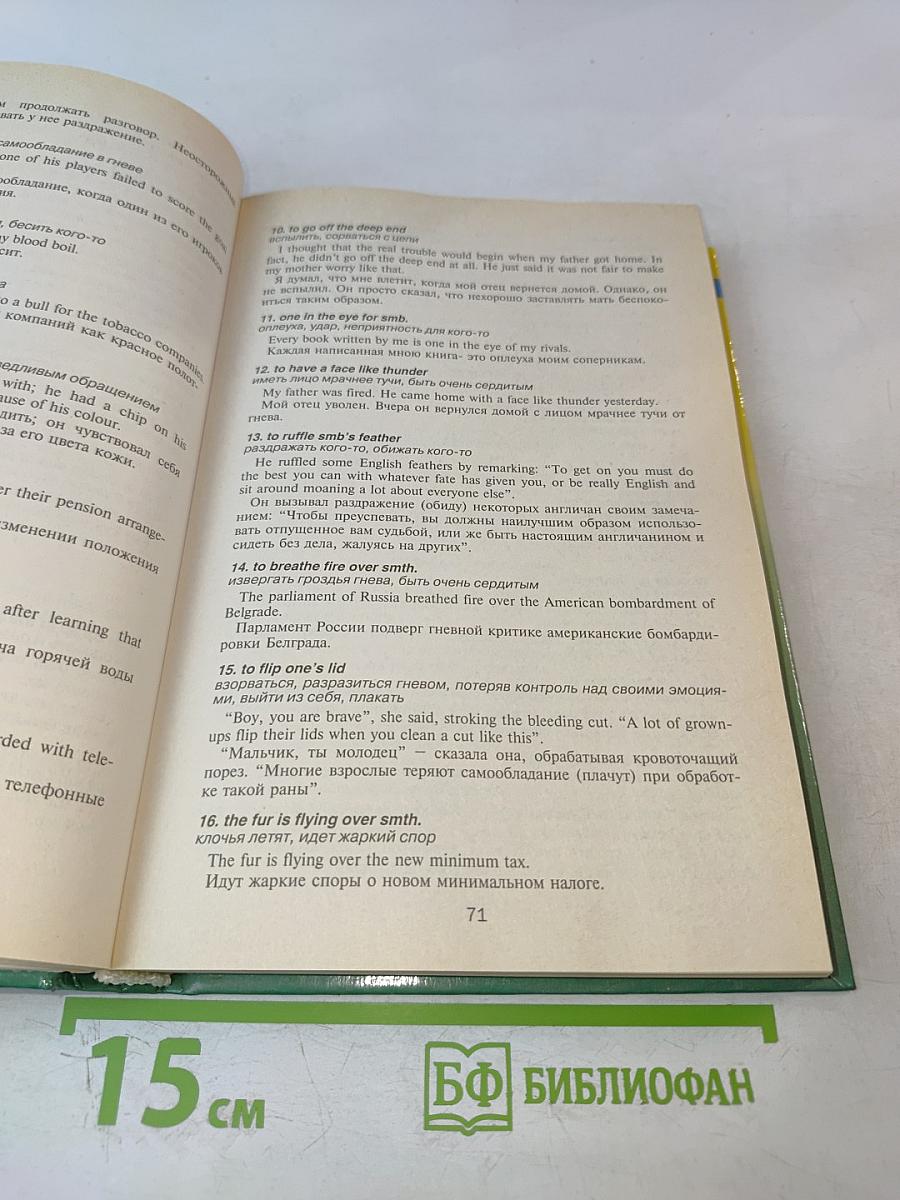 м продолжать разговор. Неосторожный
вать у нее раздражение.
самообладание в гневе
one of his players failed to score the goal
ообладание, когда один из его игроков
ия.
, бесить кого-то
my blood boil.
сит.
o a bull for the tobacco companies.
компаний как красное полот-
ведливым обращением
with; he had a chip on his
ause of his colour.
дить; он чувствовал себя
за его цвета кожи.
er their pension arrange-
изменении положения
after learning that
ча горячей воды
rded with tele-
телефонные
10. to go off the deep end
вспылить, сорваться с цепи
I thought that the real trouble would begin when my father got home. In
fact, he didn't go off the deep end at all. He just said it was not fair to make
my mother worry like that.
Я думал, что мне влетит, когда мой отец вернется домой. Однако, он
не вспылил. Он просто сказал, что нехорошо заставлять мать беспоко-
иться таким образом.
11. one in the eye for smb.
оплеуха, удар, неприятность для кого-то
Every book written by me is one in the eye of my rivals.
Каждая написанная мною книга- это оплеуха моим соперникам.
12. to have a face like thunder
иметь лицо мрачнее тучи, быть очень сердитым
My father was fired. He came home with a face like thunder yesterday.
Мой отец уволен. Вчера он вернулся домой с лицом мрачнее тучи от
гнева.
13. to ruffle smb's feather
раздражать кого-то, обижать кого-то
He ruffled some English feathers by remarking: “To get on you must do
the best you can with whatever fate has given you, or be really English and
sit around moaning a lot about everyone else”.
Он вызывал раздражение (обиду) некоторых англичан своим замеча-
нием: “Чтобы преуспевать, вы должны наилучшим образом использо-
вать отпущенное вам судьбой, или же быть настоящим англичанином и
сидеть без дела, жалуясь на других”.
14. to breathe fire over smth.
извергать гроздья гнева, быть очень сердитым
The parliament of Russia breathed fire over the American bombardment of
Belgrade.
Парламент России подверг гневной критике американские бомбарди-
ровки Белграда.
15. to flip one's lid
взорваться, разразиться гневом, потеряв контроль над своими эмоция-
ми, выйти из себя, плакать
“Boy, you are brave”, she said, stroking the bleeding cut. “A lot of grown-
ups flip their lids when you clean a cut like this”.
“Мальчик, ты молодец” — сказала она, обрабатывая кровоточащий
порез. “Многие взрослые теряют самообладание (плачут) при обработ-
ке такой раны”.
16. the fur is flying over smth.
клочья летят, идет жаркий спор
The fur is flying over the new minimum tax.
Идут жаркие споры о новом минимальном налоге.
71
15 см
БФ БИБЛИОФАН